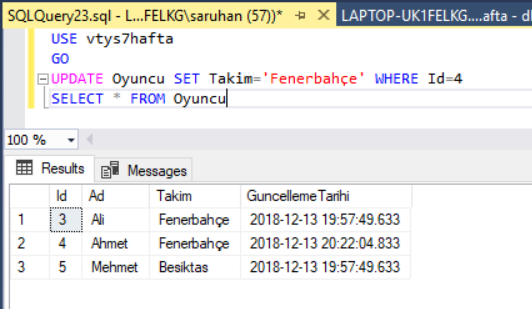 SQLQuery23.sql - L...FELKG\saruhan (57))* LAPTOP-UK1FELKG....afta - d
USE vtys7hafta
GO
UPDATE Oyuncu SET Takim='Fenerbahçe' WHERE Id=4
SELECT * FROM Oyuncu
100 %
Results Messages
Id Ad Takim GuncellemeTarihi
1 3 Ali Fenerbahçe 2018-12-13 19:57:49.633
2 4 Ahmet Fenerbahçe 2018-12-13 20:22:04.833
3 5 Mehmet Besiktas 2018-12-13 19:57:49.633